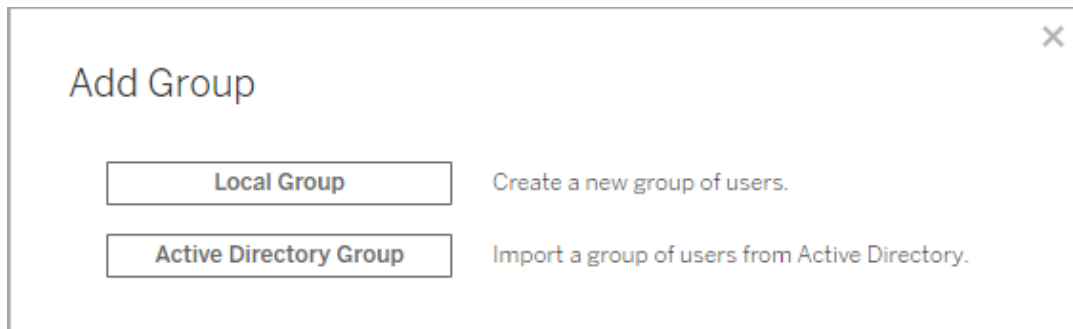 Add Group
Local Group Create a new group of users.
Active Directory Group Import a group of users from Active Directory.